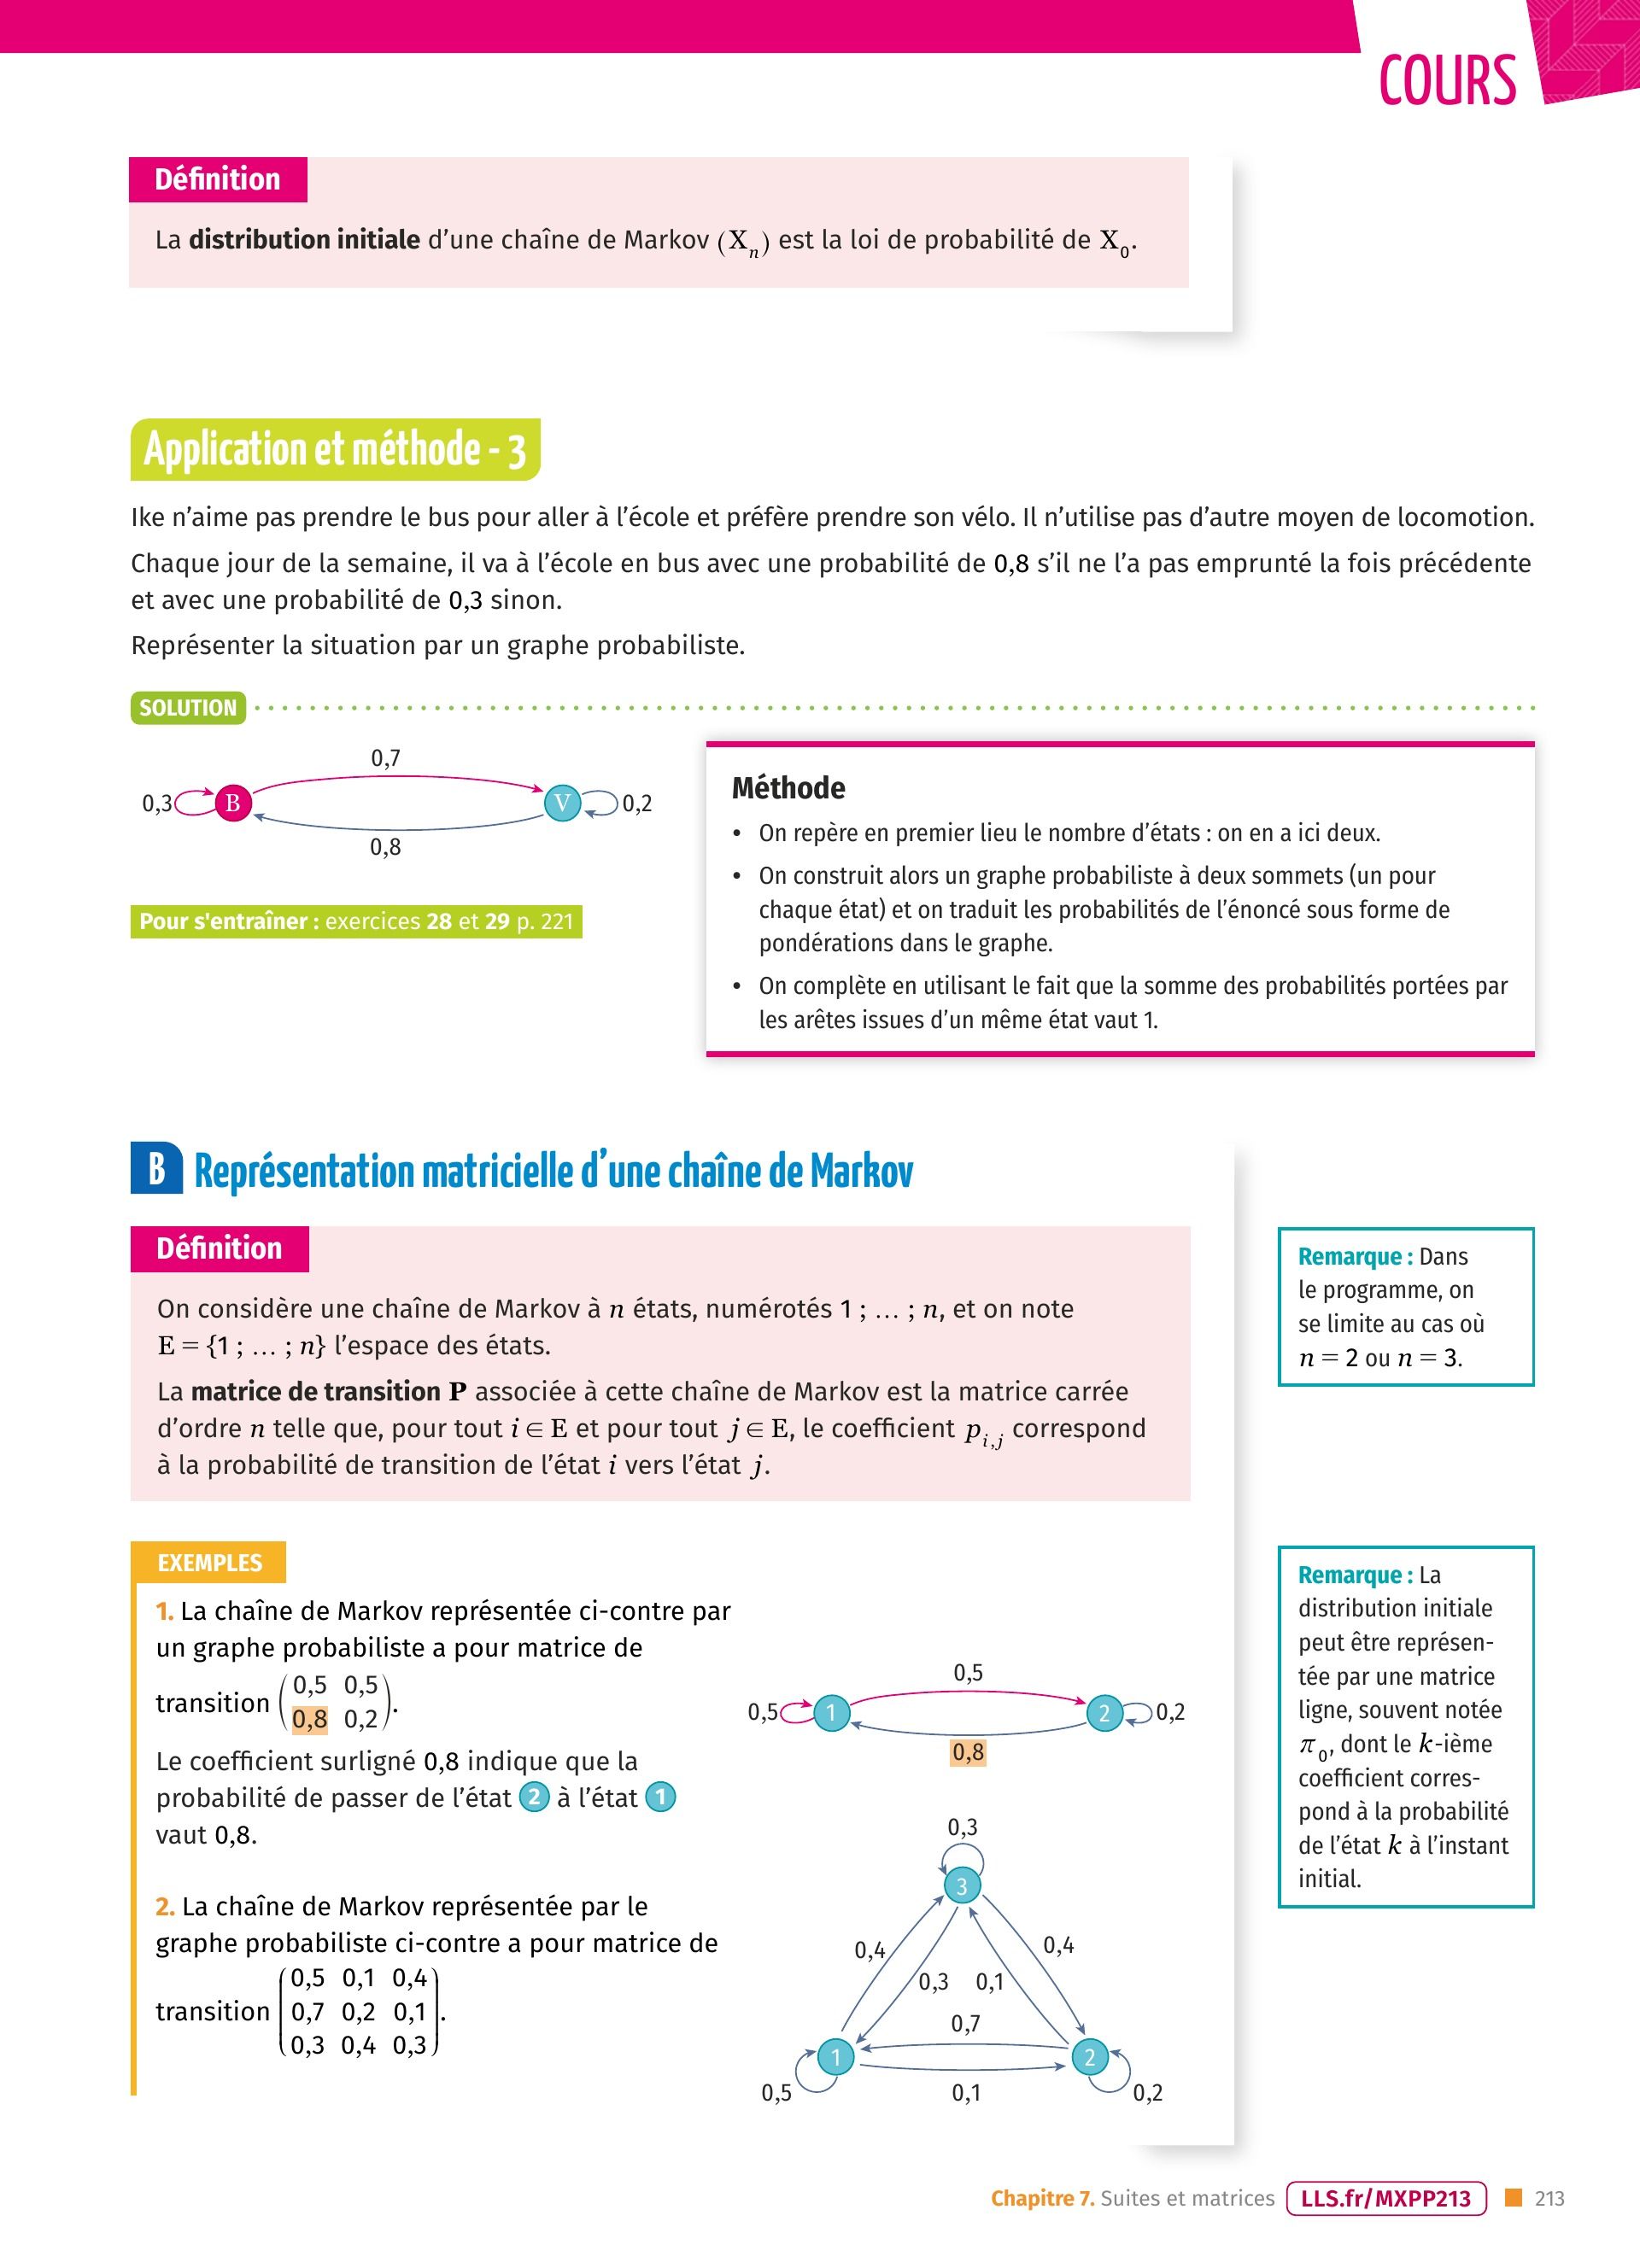 COURS
Définition
La distribution initiale d'une chaîne de Markov (Xₙ) est la loi de probabilité de X₀.
Application et méthode - 3
Ike n'aime pas prendre le bus pour aller à l'école et préfère prendre son vélo. Il n'utilise pas d'autre moyen de locomotion.
Chaque jour de la semaine, il va à l'école en bus avec une probabilité de 0,8 s'il ne l'a pas emprunté la fois précédente
et avec une probabilité de 0,3 sinon.
Représenter la situation par un graphe probabiliste.
SOLUTION
0,7
0,3 B V 0,2
0,8
Pour s'entraîner : exercices 28 et 29 p. 221
Méthode
• On repère en premier lieu le nombre d'états : on en a ici deux.
• On construit alors un graphe probabiliste à deux sommets (un pour
chaque état) et on traduit les probabilités de l'énoncé sous forme de
pondérations dans le graphe.
• On complète en utilisant le fait que la somme des probabilités portées par
les arêtes issues d'un même état vaut 1.
B Représentation matricielle d'une chaîne de Markov
Définition
On considère une chaîne de Markov à n états, numérotés 1 ; … ; n, et on note
E = {1 ; … ; n} l'espace des états.
La matrice de transition P associée à cette chaîne de Markov est la matrice carrée
d'ordre n telle que, pour tout i ∈ E et pour tout j ∈ E, le coefficient p_{i,j} correspond
à la probabilité de transition de l'état i vers l'état j.
Remarque : Dans
le programme, on
se limite au cas où
n = 2 ou n = 3.
EXEMPLES
1. La chaîne de Markov représentée ci-contre par
un graphe probabiliste a pour matrice de
0,5 0,5
transition
0,8 0,2 .
Le coefficient surligné 0,8 indique que la
probabilité de passer de l'état 2 à l'état 1
vaut 0,8.
0,5
0,5 1 2 0,2
0,8
2. La chaîne de Markov représentée par le
graphe probabiliste ci-contre a pour matrice de
0,5 0,1 0,4
transition 0,7 0,2 0,1 .
0,3 0,4 0,3
0,3
3
0,4 0,4
0,3 0,1
0,7
1 2
0,5 0,1 0,2
Remarque : La
distribution initiale
peut être représen-
tée par une matrice
ligne, souvent notée
π₀, dont le k-ième
coefficient corres-
pond à la probabilité
de l'état k à l'instant
initial.
Chapitre 7. Suites et matrices LLS.fr/MXPP213 213